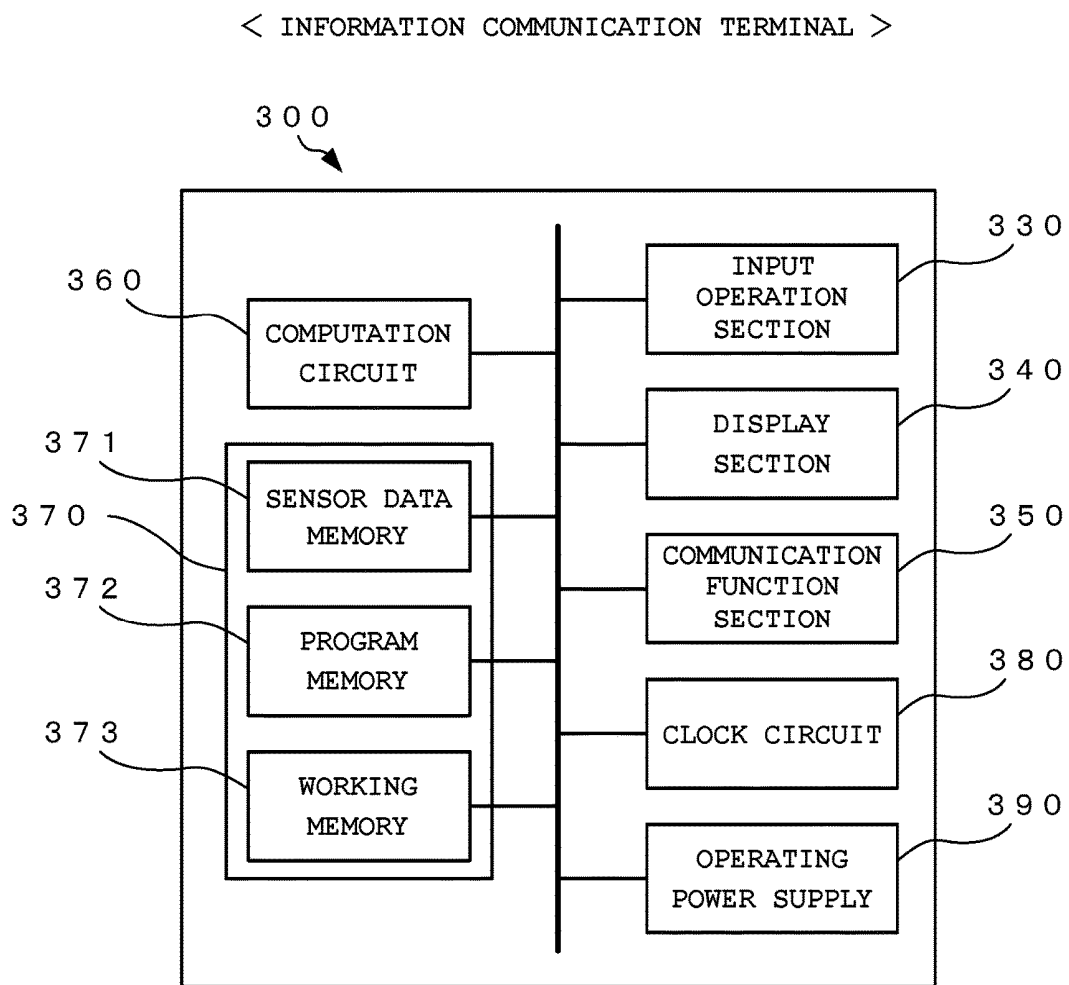 < INFORMATION COMMUNICATION TERMINAL >
300
360
COMPUTATION
CIRCUIT
371
370
SENSOR DATA
MEMORY
372
PROGRAM
MEMORY
373
WORKING
MEMORY
330
INPUT
OPERATION
SECTION
340
DISPLAY
SECTION
350
COMMUNICATION
FUNCTION
SECTION
380
CLOCK CIRCUIT
390
OPERATING
POWER SUPPLY